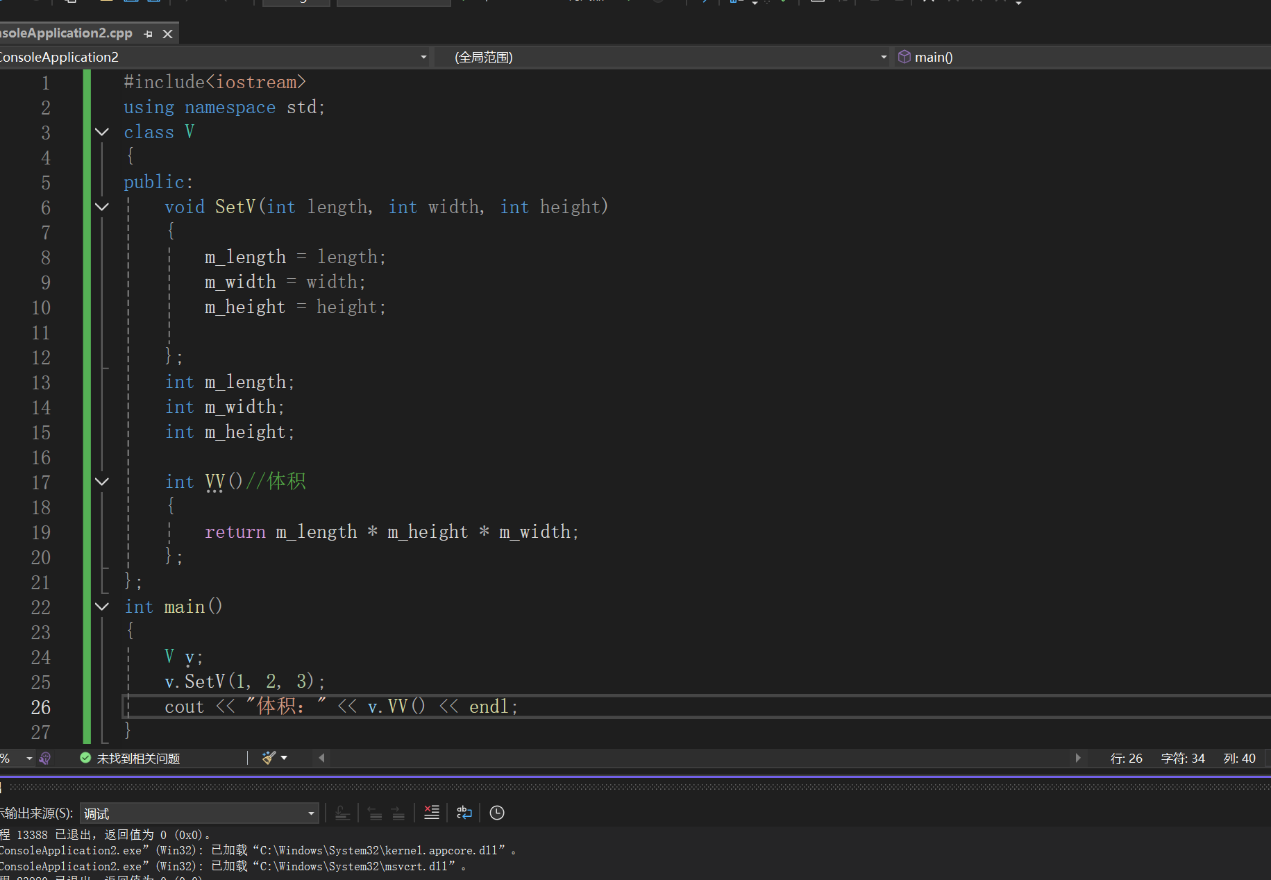 soleApplication2.cpp
ConsoleApplication2 (全局范围) main()
1 #include<iostream>
2 using namespace std;
3 class V
4 {
5 public:
6 void SetV(int length, int width, int height)
7 {
8 m_length = length;
9 m_width = width;
10 m_height = height;
11
12 };
13 int m_length;
14 int m_width;
15 int m_height;
16
17 int VV()//体积
18 {
19 return m_length * m_height * m_width;
20 };
21 };
22 int main()
23 {
24 V v;
25 v.SetV(1, 2, 3);
26 cout << "体积：" << v.VV() << endl;
27 }
% 未找到相关问题 行: 26 字符: 34 列: 40
示输出来源(S): 调试
程 13388 已退出，返回值为 0 (0x0)。
ConsoleApplication2.exe”(Win32): 已加载“C:\Windows\System32\kernel.appcore.dll”。
ConsoleApplication2.exe”(Win32): 已加载“C:\Windows\System32\msvcrt.dll”。